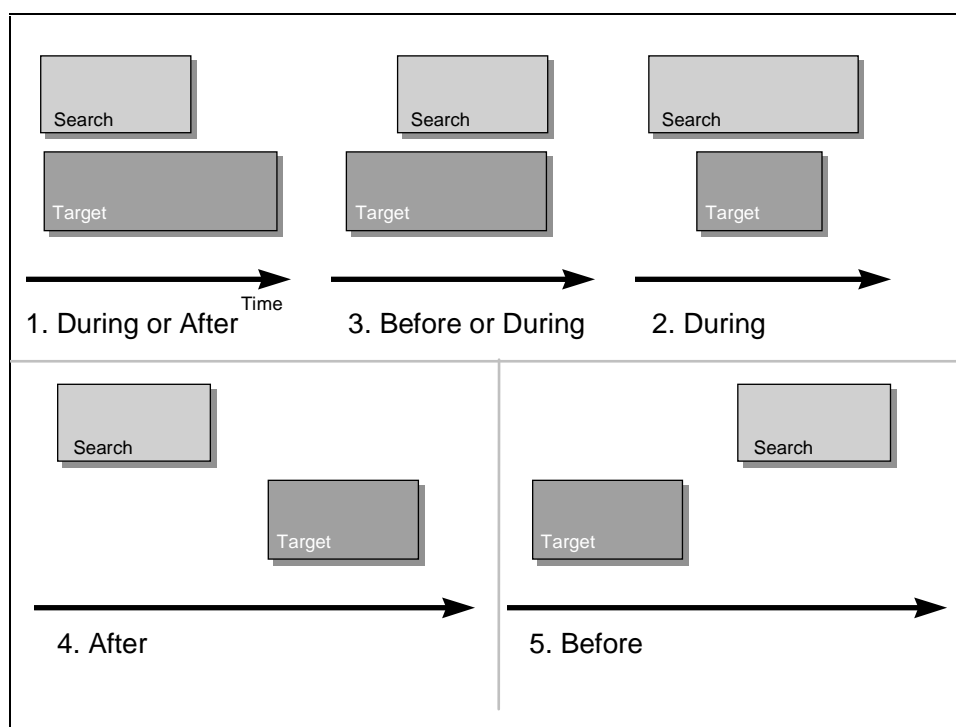 Search
Search
Search
Target
Target
Target
Time
1. During or After
3. Before or During
2. During
Search
Search
Target
Target
4. After
5. Before